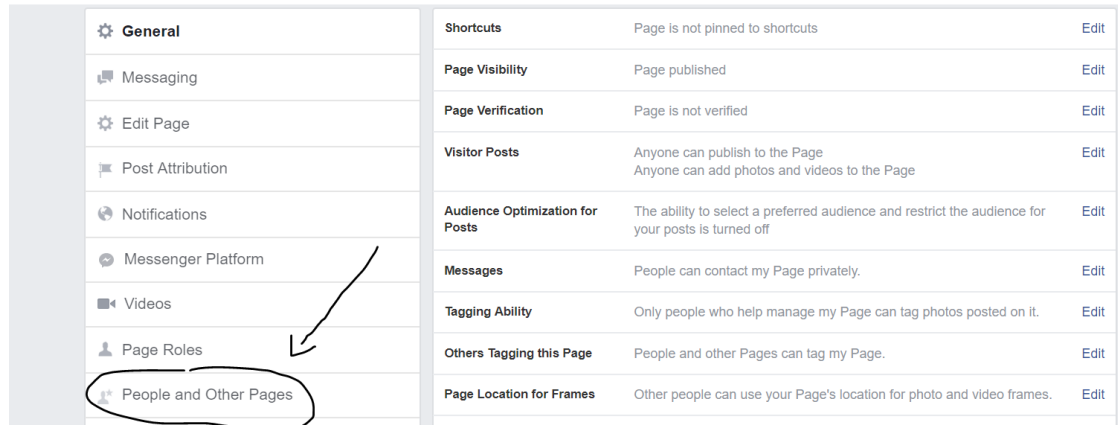 General
Messaging
Edit Page
Post Attribution
Notifications
Messenger Platform
Videos
Page Roles
People and Other Pages
Shortcuts Page is not pinned to shortcuts Edit
Page Visibility Page published Edit
Page Verification Page is not verified Edit
Visitor Posts Anyone can publish to the Page Edit
Anyone can add photos and videos to the Page
Audience Optimization for The ability to select a preferred audience and restrict the audience for Edit
Posts your posts is turned off
Messages People can contact my Page privately. Edit
Tagging Ability Only people who help manage my Page can tag photos posted on it. Edit
Others Tagging this Page People and other Pages can tag my Page. Edit
Page Location for Frames Other people can use your Page's location for photo and video frames. Edit